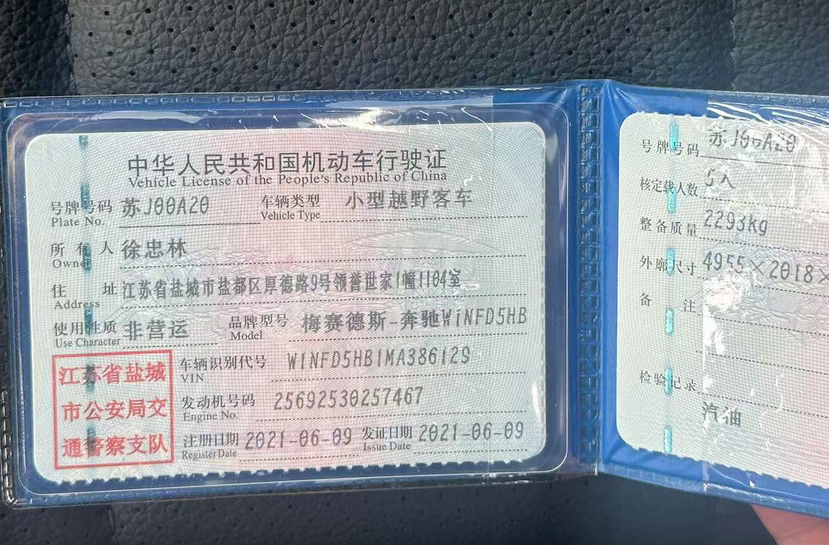 中华人民共和国机动车行驶证
Vehicle License of the People's Republic of China
号牌号码 苏J00A20 车辆类型 小型越野客车
Plate No. Vehicle Type
所有人 徐忠林
Owner
住址 江苏省盐城市盐都区厚德路9号领誉世家1幢1104室
Address
使用性质 非营运 品牌型号 梅赛德斯-奔驰W1NFD5HB
Use Character Model
江苏省盐城
市公安局交
通警察支队
车辆识别代号 W1NFD5HB1MA386129
VIN
发动机号码 25692530257467
Engine No.
注册日期 2021-06-09 发证日期 2021-06-09
Register Date Issue Date
号牌号码 苏J00A20
核定载人数 5人
整备质量 2293kg
外廓尺寸 4955×2018×
备注
检验记录
汽油